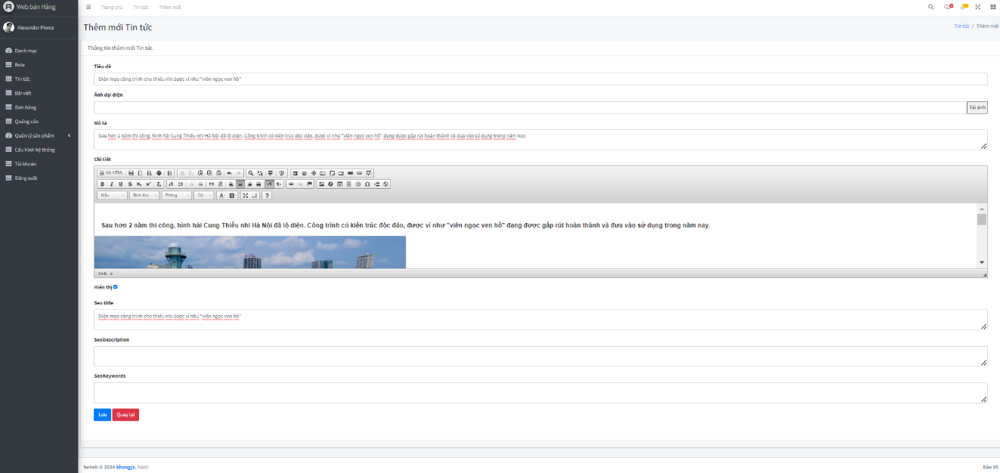 Web bán Hàng
Trang chủ Tin tức Thêm mới
3
Alexander Pierce
Danh mục
Role
Tin tức
Bài viết
Đơn hàng
Quảng cáo
Quản lý sản phẩm
Cấu hình hệ thống
Tài khoản
Đăng xuất
Thêm mới Tin tức
Tin tức / Thêm mới
Thông tin thêm mới Tin tức
Tiêu đề
Diện mạo công trình cho thiếu nhi được ví như "viên ngọc ven hồ"
Ảnh đại diện
Tải ảnh
Mô tả
Sau hơn 2 năm thi công, hình hài Cung Thiếu nhi Hà Nội đã lộ diện. Công trình có kiến trúc độc đáo, được ví như "viên ngọc ven hồ" đang được gấp rút hoàn thành và đưa vào sử dụng trong năm nay.
Chi tiết
Mã HTML
B I U S x₂ x² Iₓ
Kiểu Bình thư... Phông Cỡ... A A ?
Sau hơn 2 năm thi công, hình hài Cung Thiếu nhi Hà Nội đã lộ diện. Công trình có kiến trúc độc đáo, được ví như "viên ngọc ven hồ" đang được gấp rút hoàn thành và đưa vào sử dụng trong năm nay.
body
Hiển thị
Seo title
Diện mạo công trình cho thiếu nhi được ví như "viên ngọc ven hồ"
SeoDescription
SeoKeywords
Lưu Quay lại
heheh © 2024 khangjz. hazzi
Bản V5